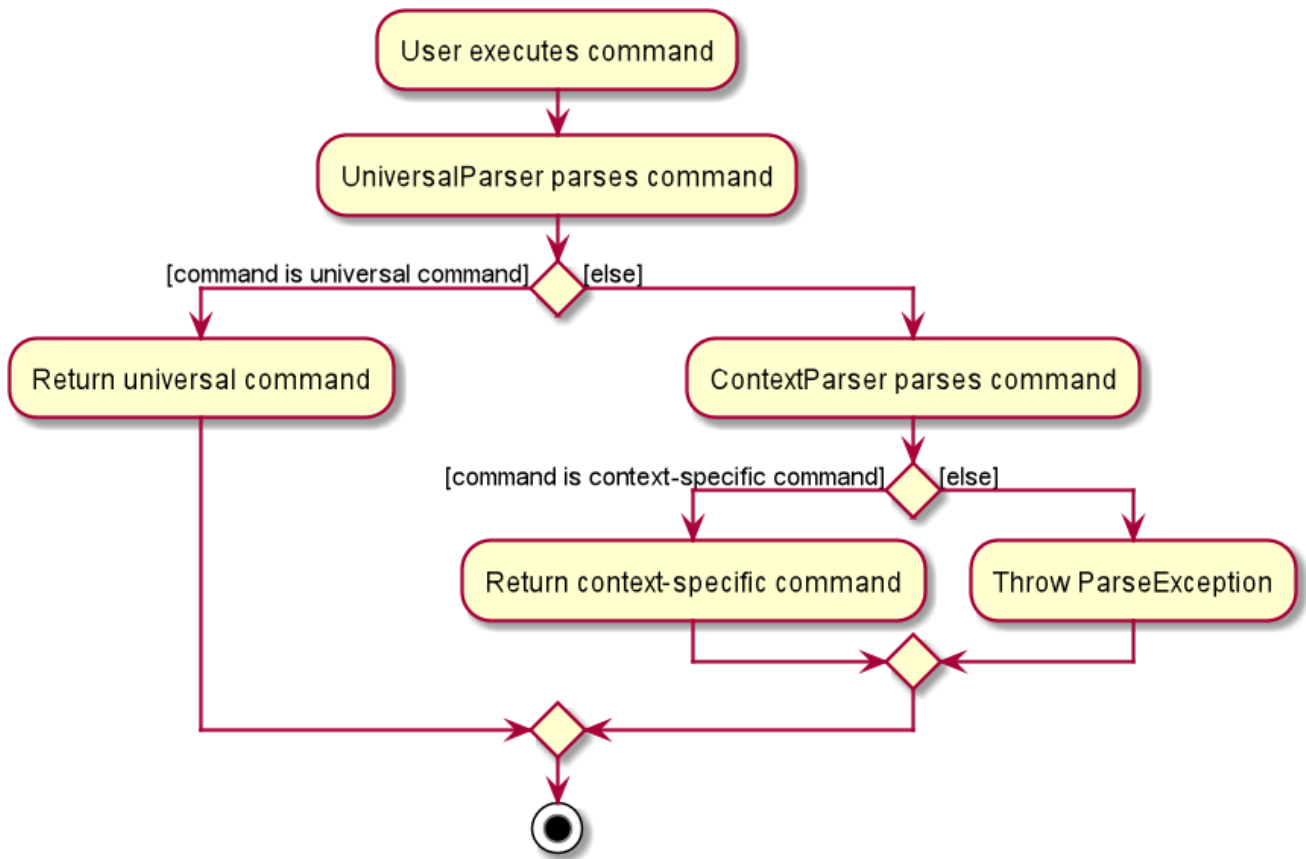 User executes command
UniversalParser parses command
[command is universal command]
[else]
Return universal command
ContextParser parses command
[command is context-specific command]
[else]
Return context-specific command
Throw ParseException